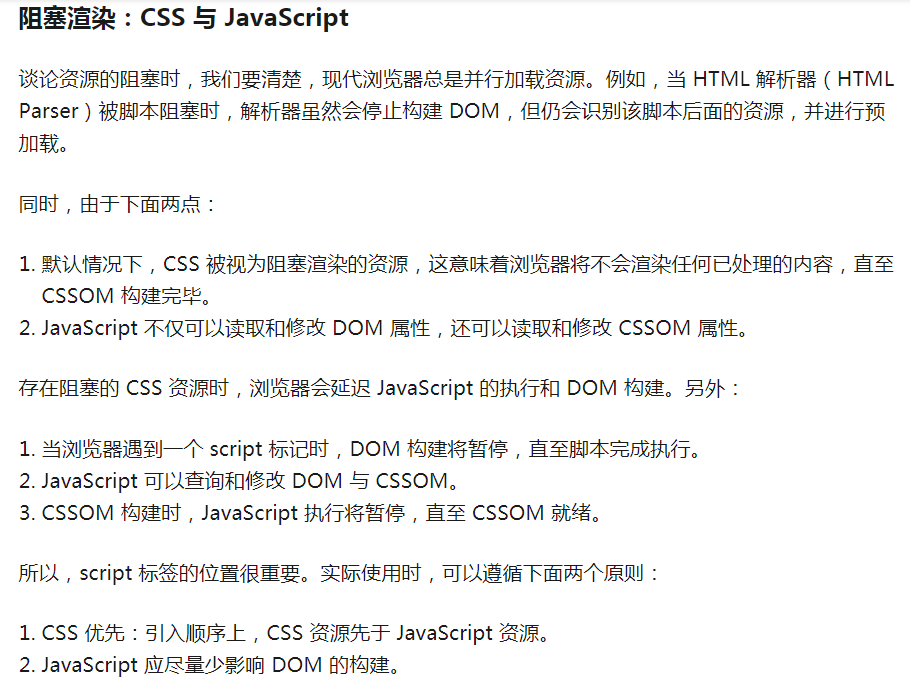 阻塞渲染：CSS 与 JavaScript
谈论资源的阻塞时，我们要清楚，现代浏览器总是并行加载资源。例如，当 HTML 解析器（HTML
Parser）被脚本阻塞时，解析器虽然会停止构建 DOM，但仍会识别该脚本后面的资源，并进行预
加载。
同时，由于下面两点：
1. 默认情况下，CSS 被视为阻塞渲染的资源，这意味着浏览器将不会渲染任何已处理的内容，直至
CSSOM 构建完毕。
2. JavaScript 不仅可以读取和修改 DOM 属性，还可以读取和修改 CSSOM 属性。
存在阻塞的 CSS 资源时，浏览器会延迟 JavaScript 的执行和 DOM 构建。另外：
1. 当浏览器遇到一个 script 标记时，DOM 构建将暂停，直至脚本完成执行。
2. JavaScript 可以查询和修改 DOM 与 CSSOM。
3. CSSOM 构建时，JavaScript 执行将暂停，直至 CSSOM 就绪。
所以，script 标签的位置很重要。实际使用时，可以遵循下面两个原则：
1. CSS 优先：引入顺序上，CSS 资源先于 JavaScript 资源。
2. JavaScript 应尽量少影响 DOM 的构建。